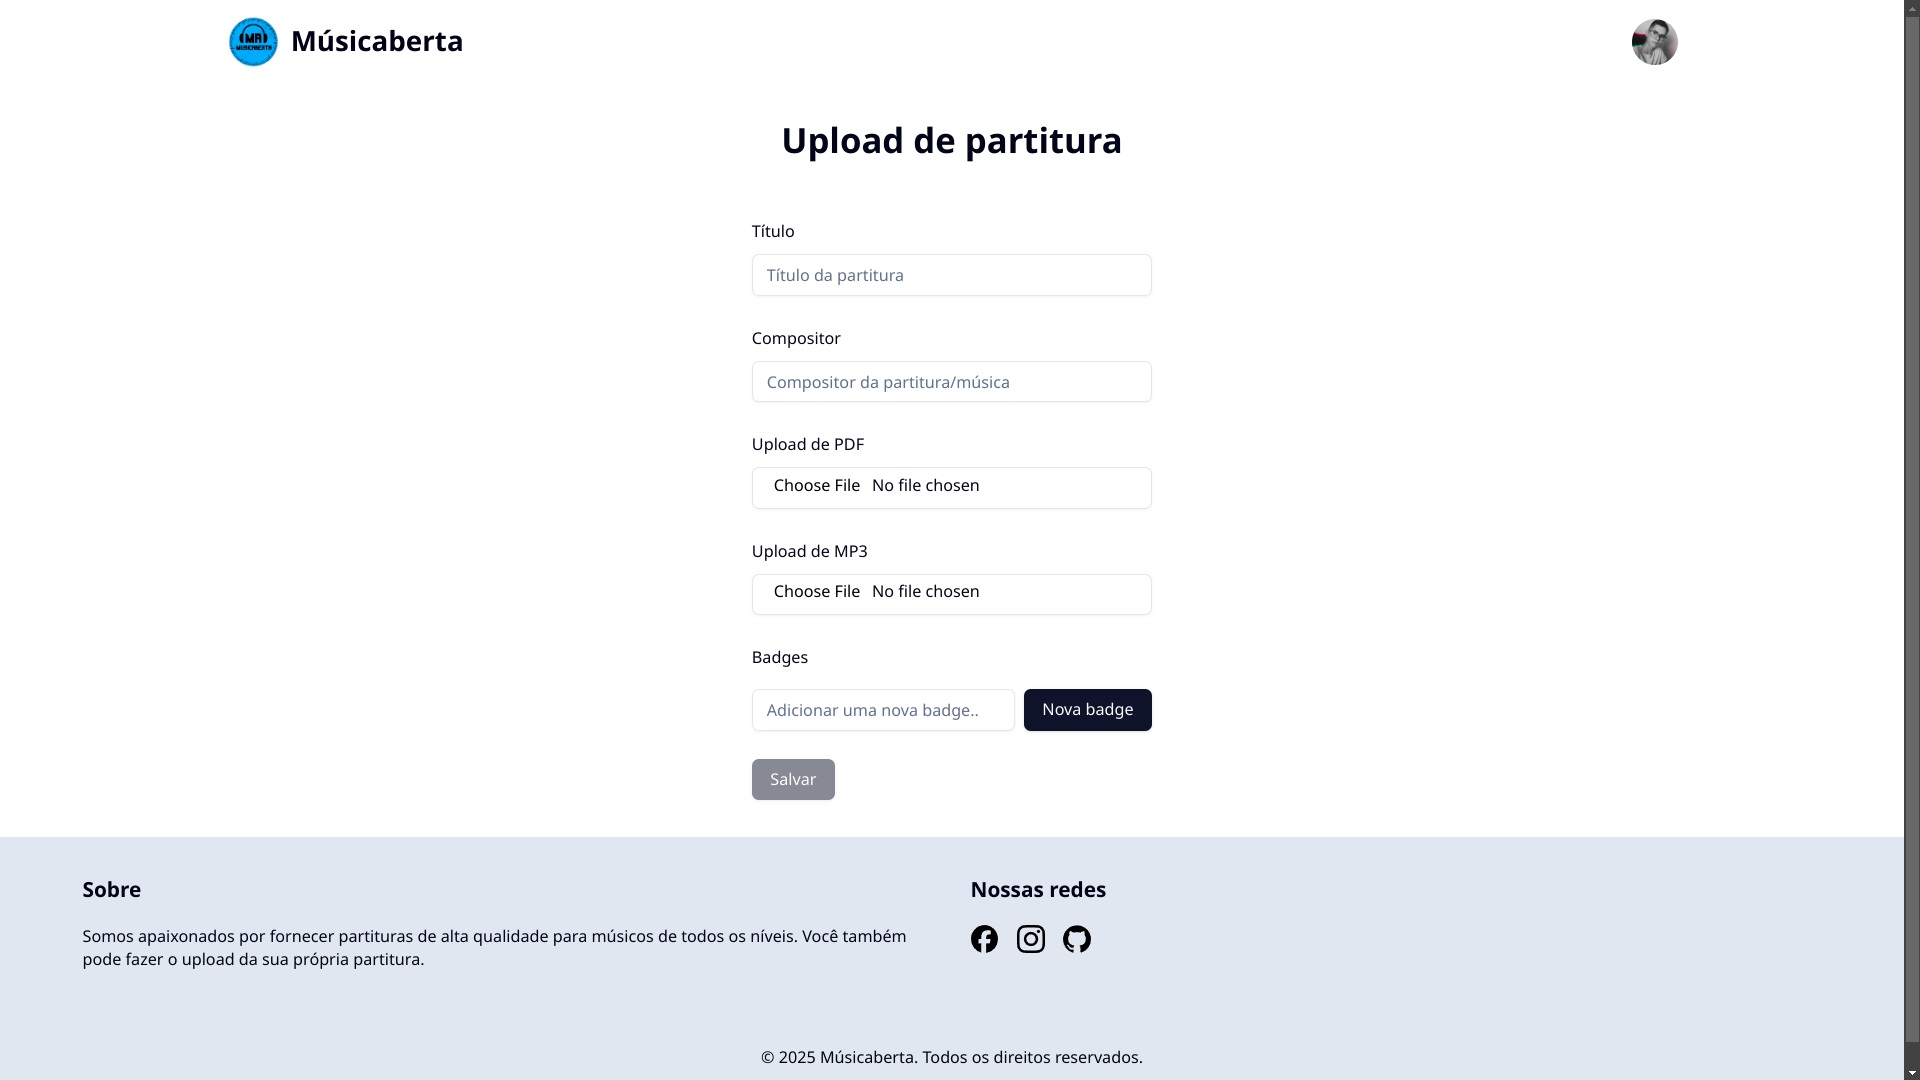 MA
MUSICABERTA
Músicaberta
Upload de partitura
Título
Título da partitura
Compositor
Compositor da partitura/música
Upload de PDF
Choose File No file chosen
Upload de MP3
Choose File No file chosen
Badges
Adicionar uma nova badge..
Nova badge
Salvar
Sobre
Somos apaixonados por fornecer partituras de alta qualidade para músicos de todos os níveis. Você também
pode fazer o upload da sua própria partitura.
Nossas redes
© 2025 Músicaberta. Todos os direitos reservados.